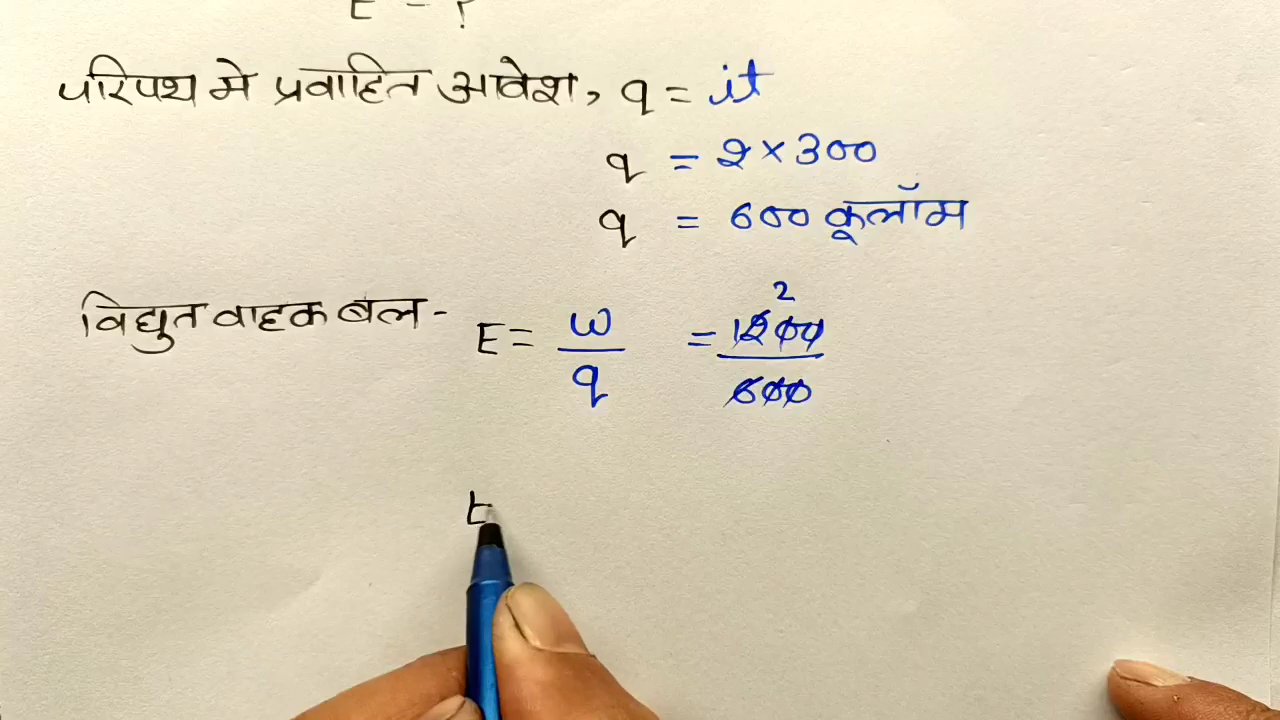 E = ?
परिपथ मे प्रवाहित आवेश, q = it
q = 2 × 300
q = 600 कूलॉम
विद्युत वाहक बल - E = w/q = 1200/600 2
E